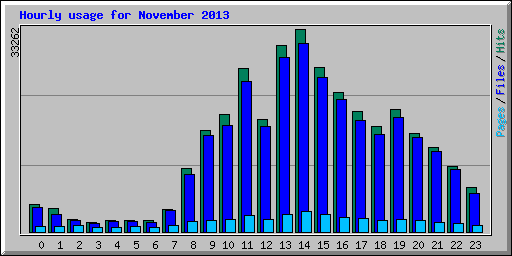 Hourly usage for November 2013
33262
Pages / Files / Hits
0 1 2 3 4 5 6 7 8 9 10 11 12 13 14 15 16 17 18 19 20 21 22 23